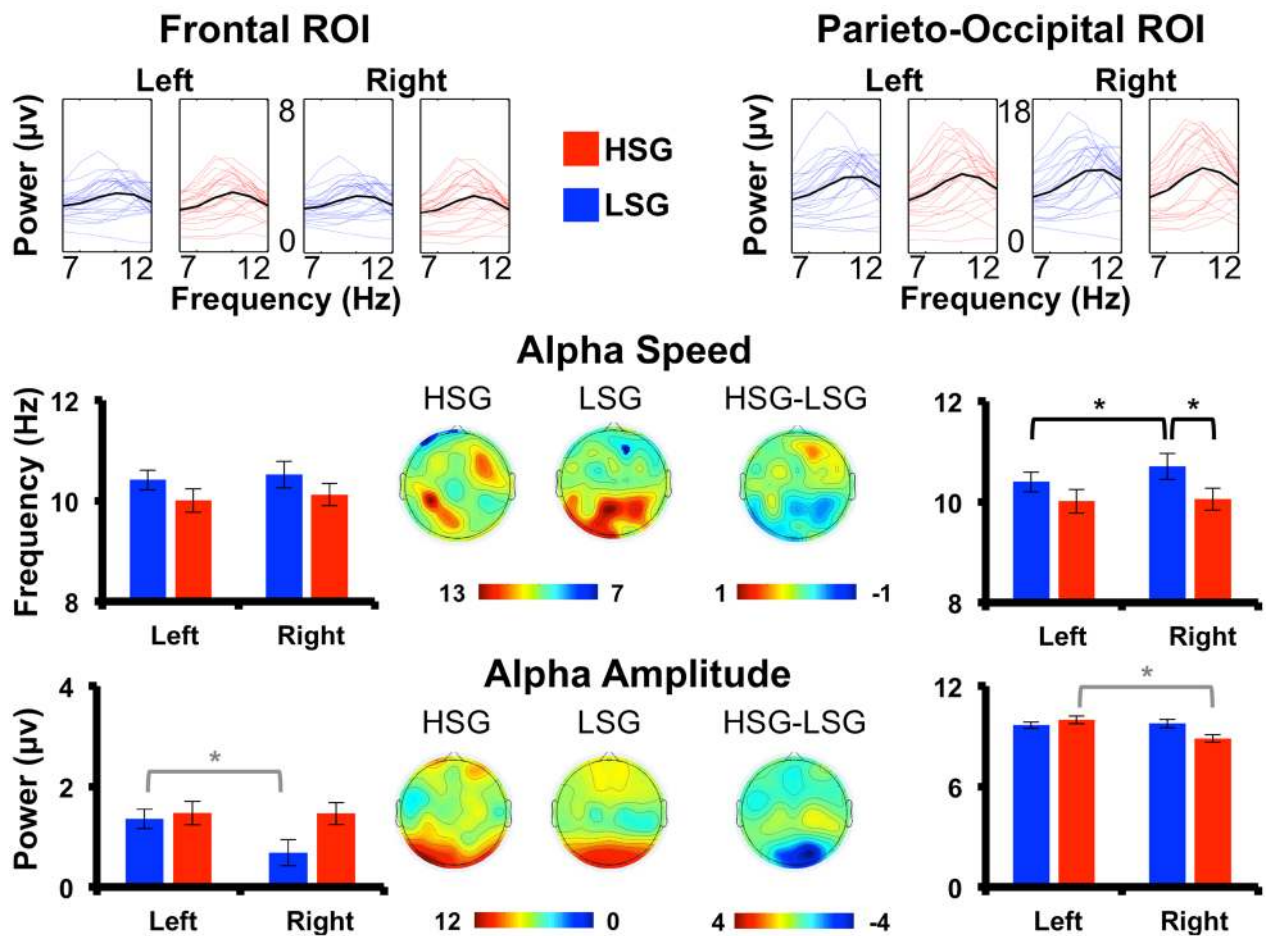 Frontal ROI
Parieto-Occipital ROI
Left Right
Left Right
Power (µv)
8
0
7 12 7 12 7 12 7 12
Frequency (Hz)
HSG
LSG
Power (µv)
18
0
7 12 7 12 7 12 7 12
Frequency (Hz)
Alpha Speed
Frequency (Hz)
12
10
8
Left Right
HSG LSG HSG-LSG
13 7
1 -1
12
10
8
* *
Left Right
Alpha Amplitude
Power (µv)
4
2
0
*
Left Right
HSG LSG HSG-LSG
12 0
4 -4
12
6
0
*
Left Right